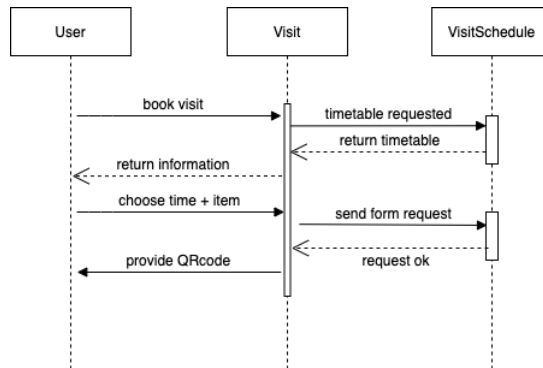 User
Visit
VisitSchedule
book visit
timetable requested
return timetable
return information
choose time + item
send form request
request ok
provide QRcode